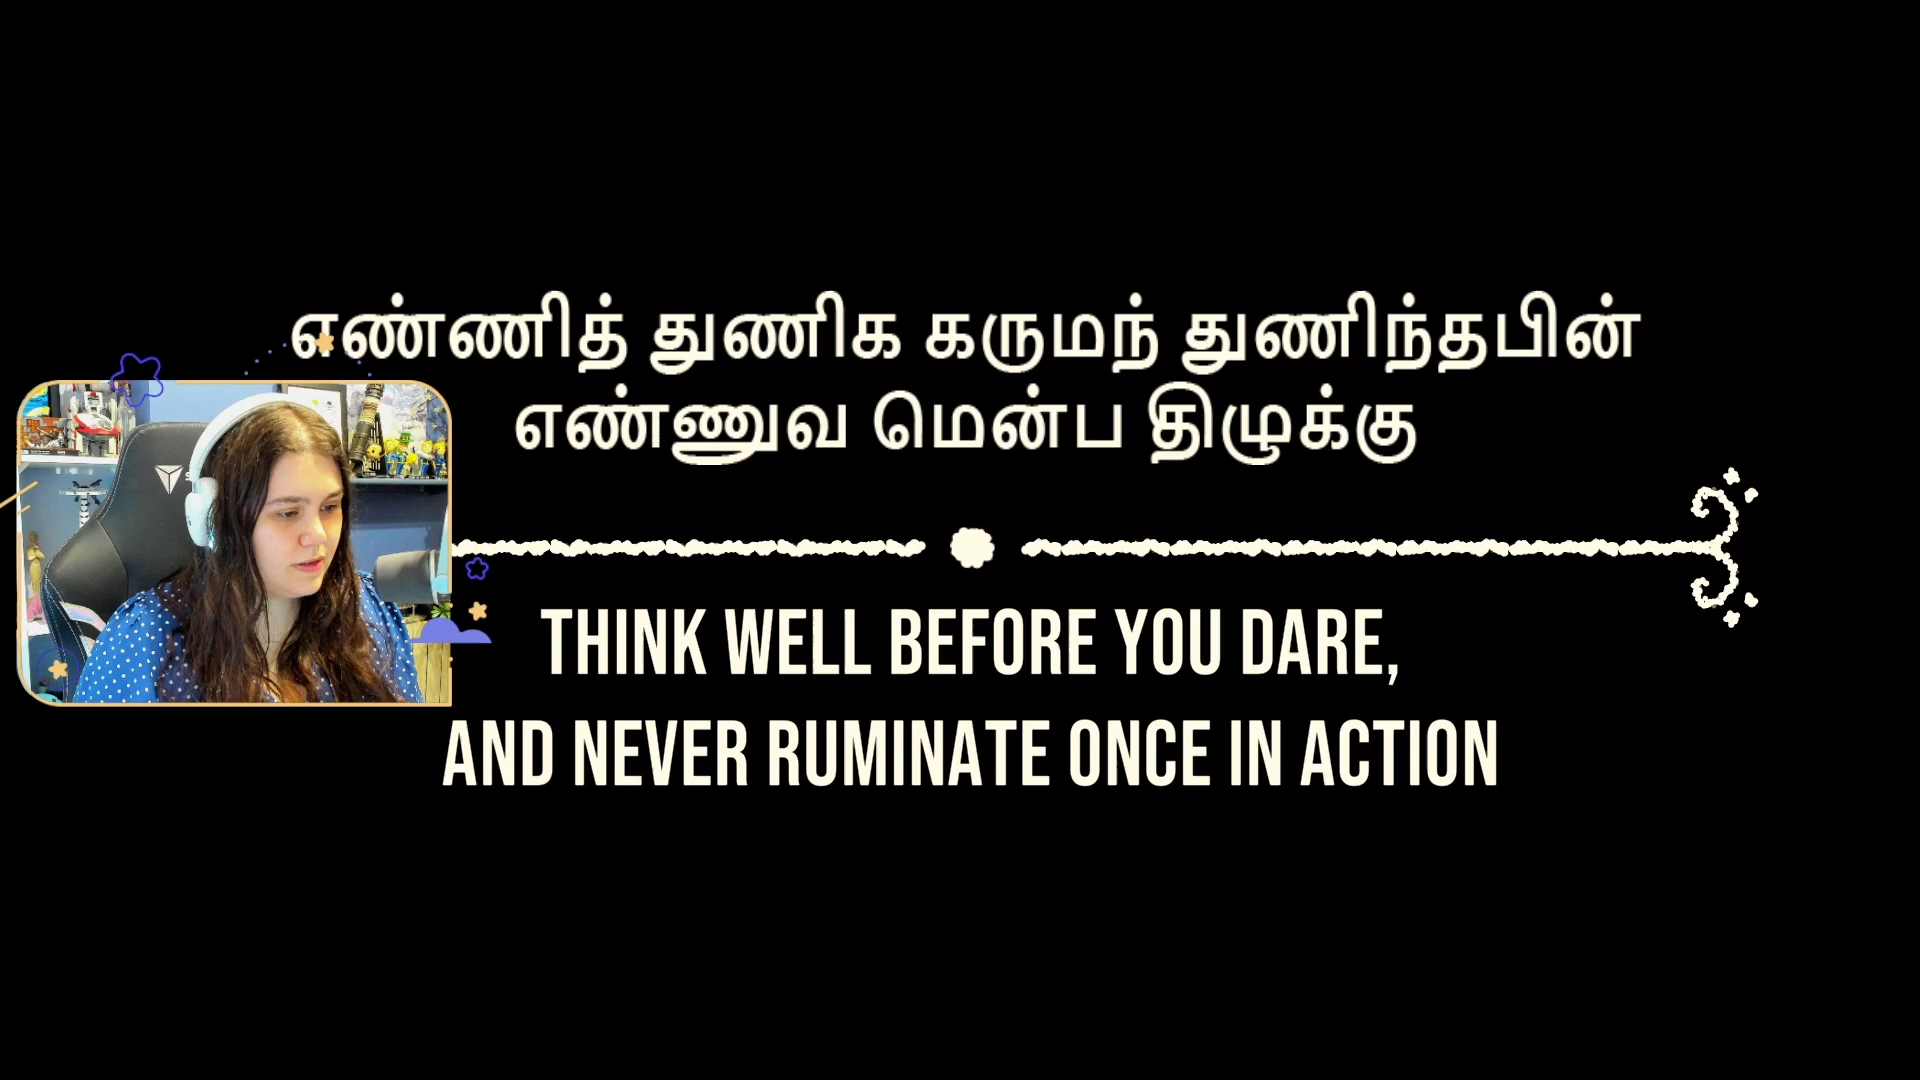 எண்ணித் துணிக கருமந் துணிந்தபின்
எண்ணுவ மென்ப திழுக்கு
THINK WELL BEFORE YOU DARE,
AND NEVER RUMINATE ONCE IN ACTION